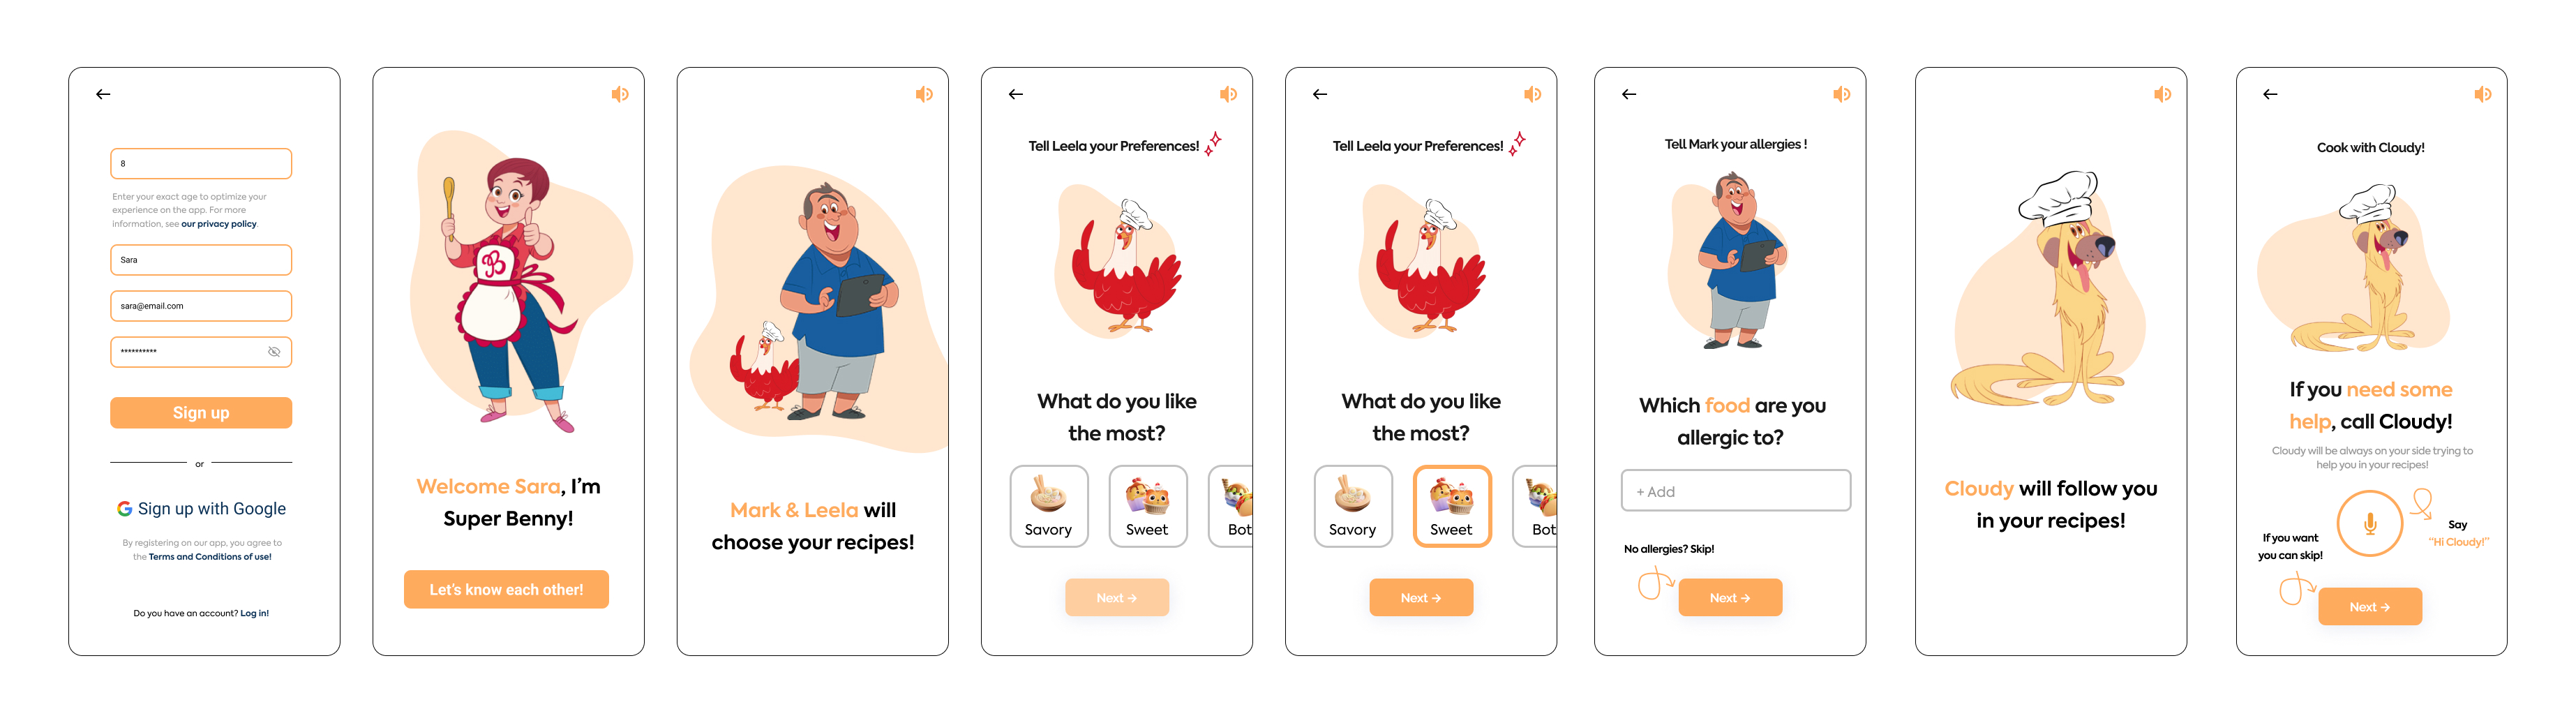 8
Enter your exact age to optimize your
experience on the app. For more
information, see our privacy policy.
Sara
sara@email.com
**********
Sign up
or
Sign up with Google
By registering on our app, you agree to
the Terms and Conditions of use!
Do you have an account? Log in!
B
Welcome Sara, I'm
Super Benny!
Let's know each other!
Mark & Leela will
choose your recipes!
Tell Leela your Preferences!
What do you like
the most?
Savory
Sweet
Bot
Next →
Tell Leela your Preferences!
What do you like
the most?
Savory
Sweet
Bot
Next →
Tell Mark your allergies !
Which food are you
allergic to?
+ Add
No allergies? Skip!
Next →
Cloudy will follow you
in your recipes!
Cook with Cloudy!
If you need some
help, call Cloudy!
Cloudy will be always on your side trying to
help you in your recipes!
Say
"Hi Cloudy!"
If you want
you can skip!
Next →